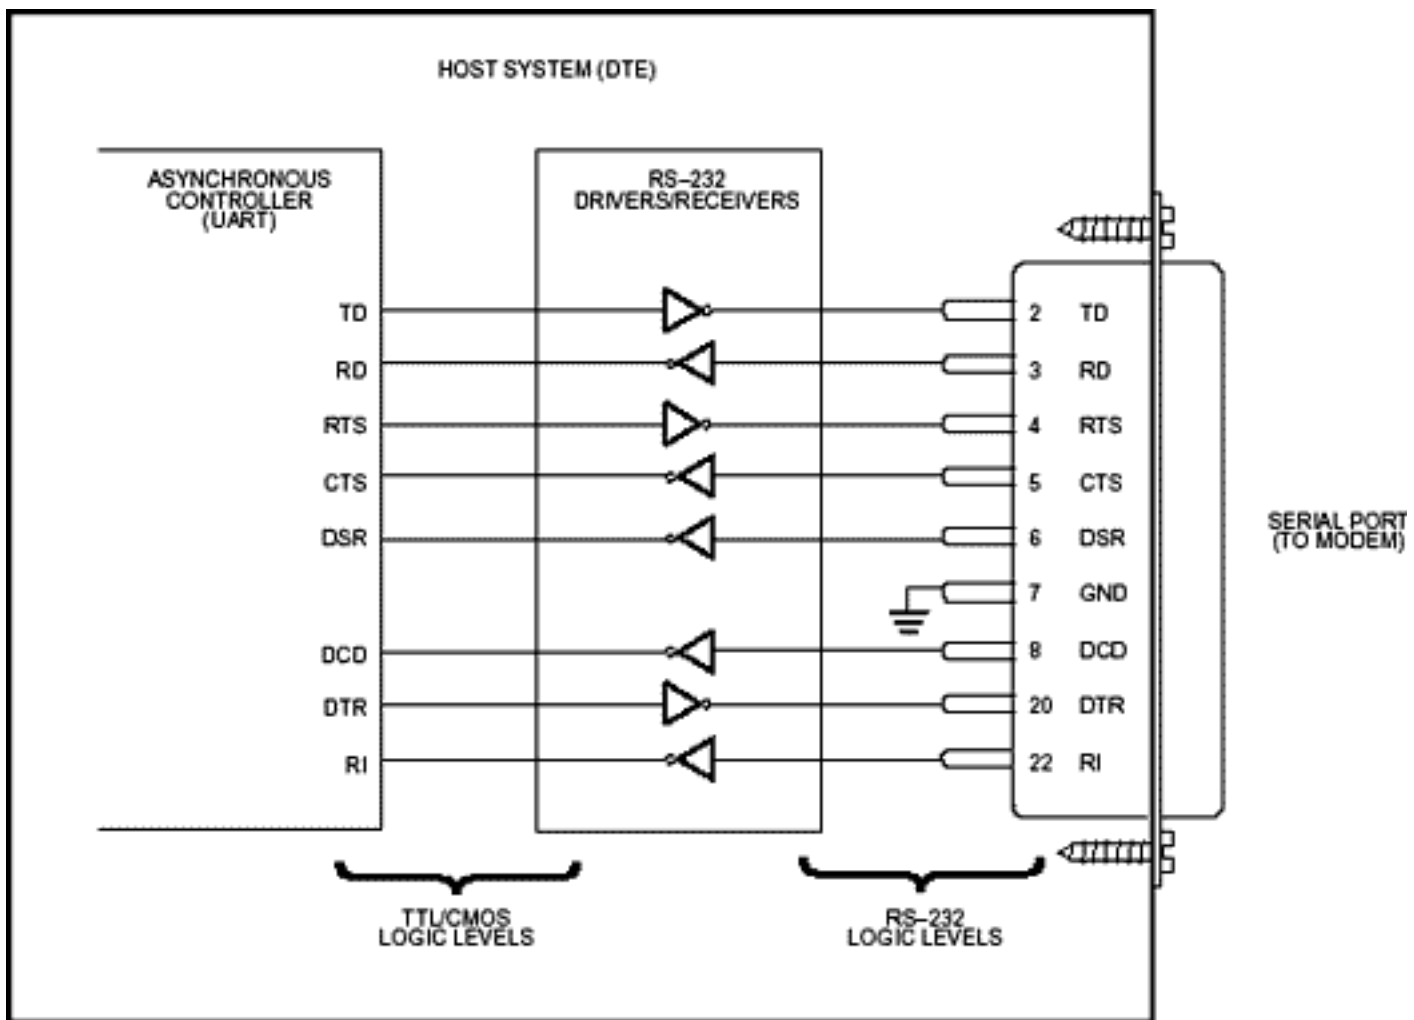 HOST SYSTEM (DTE)
ASYNCHRONOUS
CONTROLLER
(UART)
RS–232
DRIVERS/RECEIVERS
TD
RD
RTS
CTS
DSR
DCD
DTR
RI
2 TD
3 RD
4 RTS
5 CTS
6 DSR
7 GND
8 DCD
20 DTR
22 RI
SERIAL PORT
(TO MODEM)
TTL/CMOS
LOGIC LEVELS
RS–232
LOGIC LEVELS